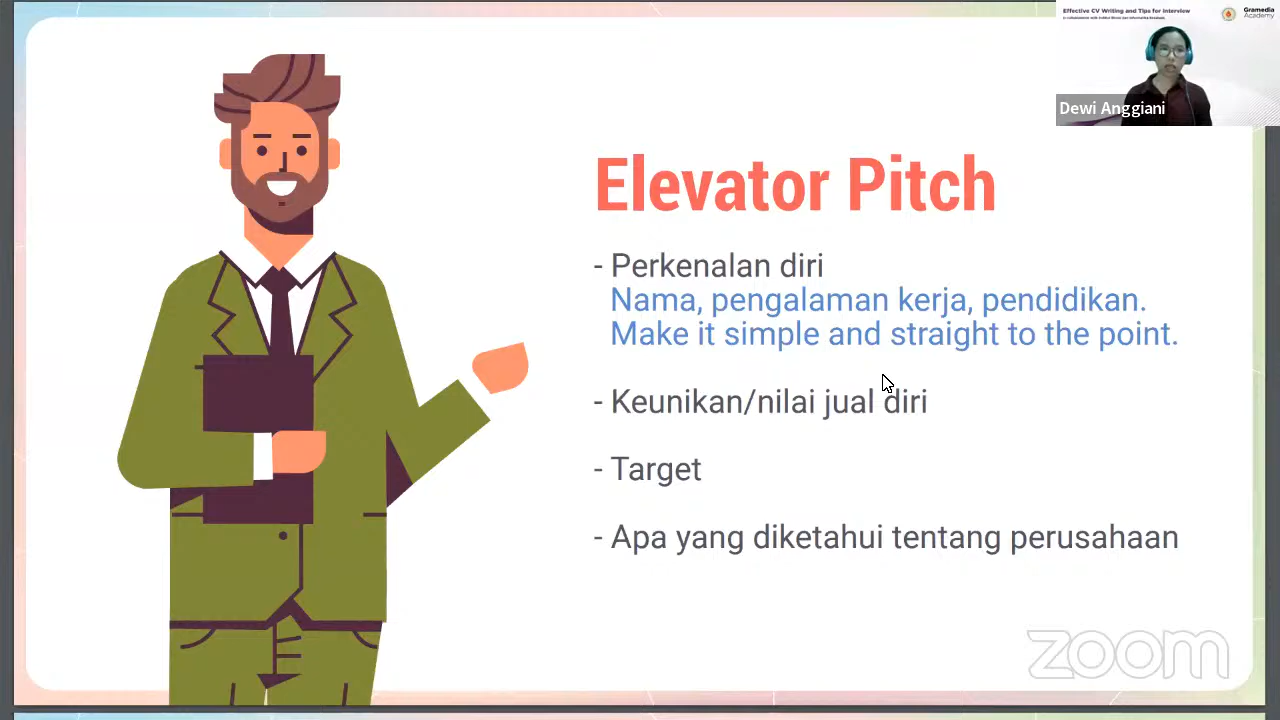 Effective CV Writing and Tips for Interview
Gramedia
Academy
Dewi Anggiani
Elevator Pitch
- Perkenalan diri
Nama, pengalaman kerja, pendidikan.
Make it simple and straight to the point.
- Keunikan/nilai jual diri
- Target
- Apa yang diketahui tentang perusahaan
zoom